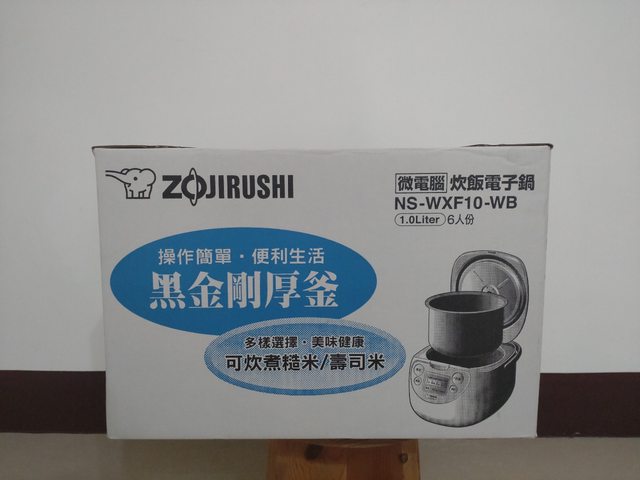 ZOJIRUSHI
微電腦 炊飯電子鍋
NS-WXF10-WB
1.0Liter 6人份
操作簡單・便利生活
黑金剛厚釜
多樣選擇・美味健康
可炊煮糙米/壽司米